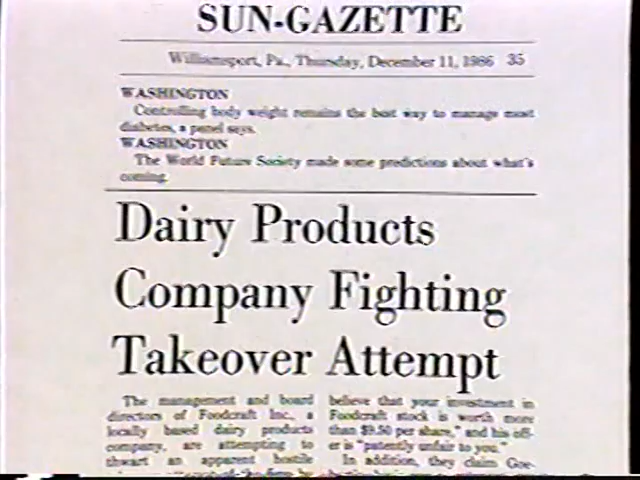 SUN-GAZETTE
Williamsport, Pa., Thursday, December 11, 1986 35
WASHINGTON
Controlling body weight remains the best way to manage most
diabetes, a panel says.
WASHINGTON
The World Future Society made some predictions about what's
coming.
Dairy Products
Company Fighting
Takeover Attempt
The management and board
directors of Foodcraft Inc., a
locally based dairy products
company, are attempting to
thwart an apparent hostile
believe that your investment in
Foodcraft stock is worth more
than $9.50 per share," and his off-
er is "patently unfair to you."
In addition, they claim Goe-